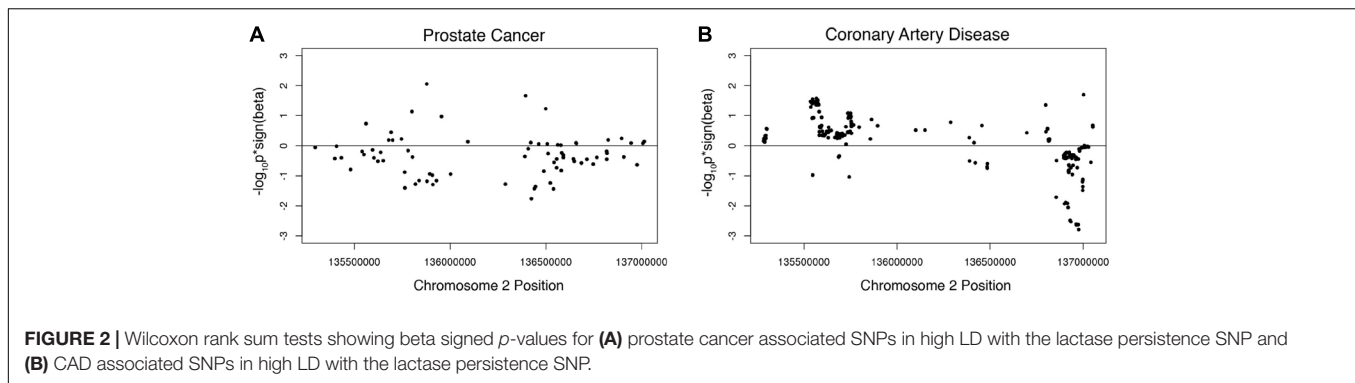 A
Prostate Cancer
3
2
1
0
-1
-2
-3
-log10p*sign(beta)
135500000 136000000 136500000 137000000
Chromosome 2 Position
B
Coronary Artery Disease
3
2
1
0
-1
-2
-3
-log10p*sign(beta)
135500000 136000000 136500000 137000000
Chromosome 2 Position
FIGURE 2 | Wilcoxon rank sum tests showing beta signed p-values for (A) prostate cancer associated SNPs in high LD with the lactase persistence SNP and
(B) CAD associated SNPs in high LD with the lactase persistence SNP.